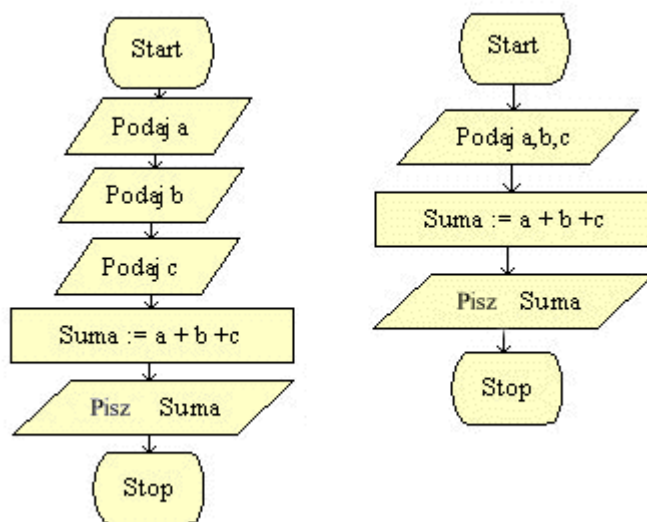 Start
Podaj a
Podaj b
Podaj c
Suma := a + b +c
Pisz Suma
Stop
Start
Podaj a,b,c
Suma := a + b +c
Pisz Suma
Stop